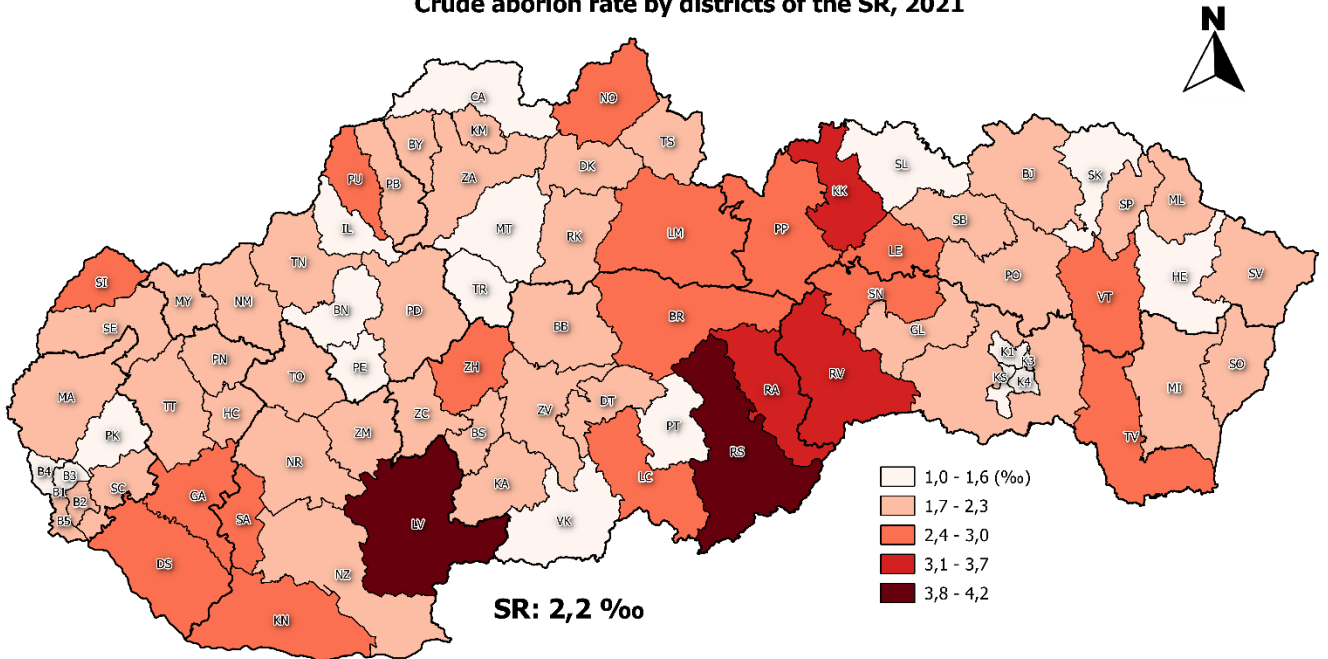 Crude aborion rate by districts of the SR, 2021
N
CA
NO
KM
BY
TS
DK
ZA
PU
PB
SL
KK
BJ
SK
SP
ML
IL
MT
RK
LM
PP
SB
LE
TN
PO
HE
SV
SI
MY
NM
BN
PD
TR
SN
VT
SE
BB
BR
GL
PN
TO
PE
ZH
K1
K3
KS
K4
SO
MA
TT
HC
ZC
ZV
DT
RA
RV
MI
PK
ZM
BS
PT
TV
B4
B3
B1
B2
B5
SC
NR
KA
LC
RS
CA
SA
LV
VK
DS
NZ
KN
1,0 - 1,6 (‰)
1,7 - 2,3
2,4 - 3,0
3,1 - 3,7
3,8 - 4,2
SR: 2,2 ‰